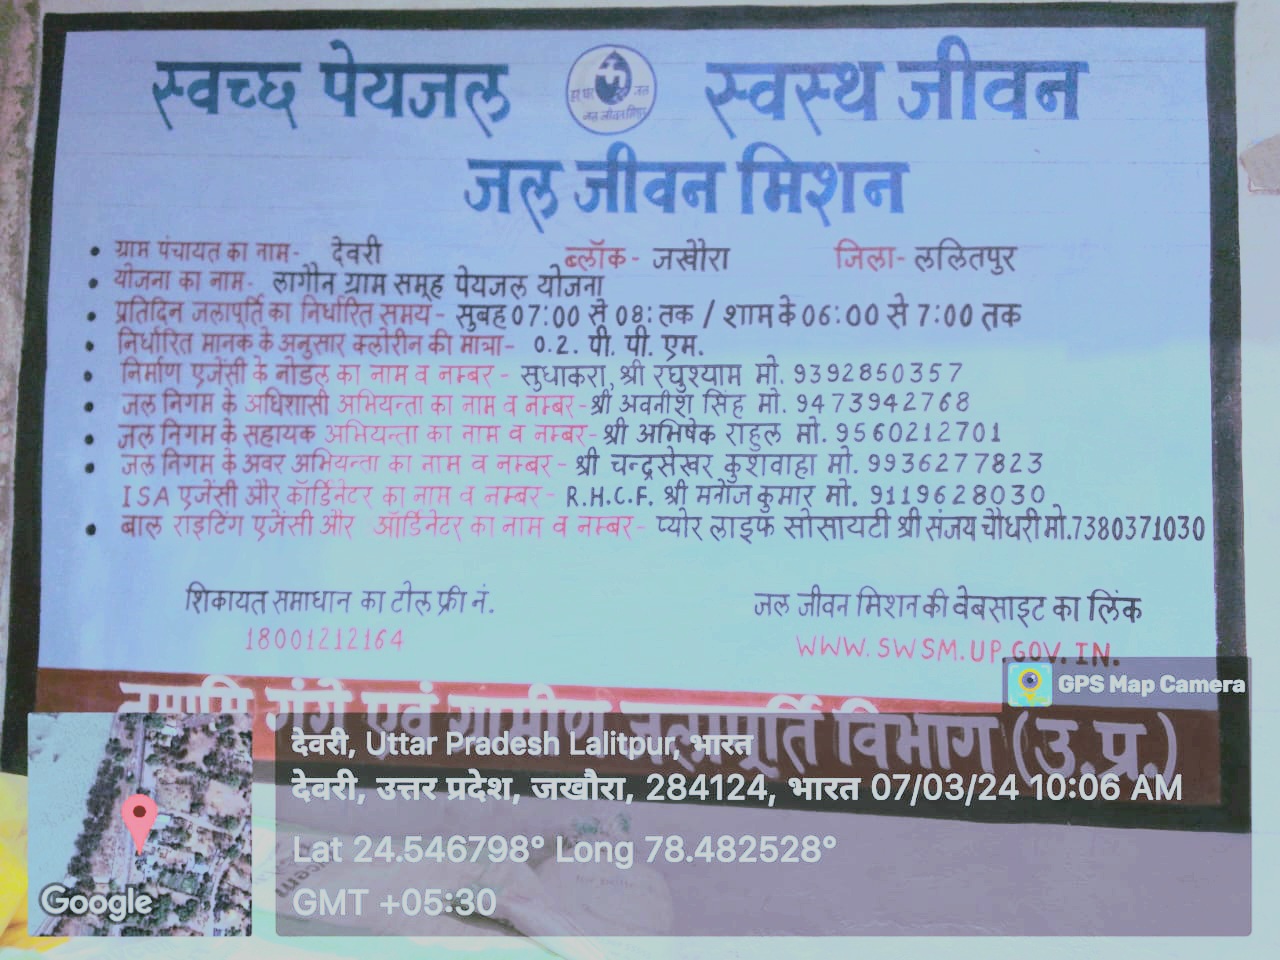 स्वच्छ पेयजल स्वस्थ जीवन
हर घर जल
जल जीवन मिशन
जल जीवन मिशन
• ग्राम पंचायत का नाम- देवरी ब्लॉक- जखौरा जिला- ललितपुर
• योजना का नाम- लागौन ग्राम समूह पेयजल योजना
• प्रतिदिन जलापूर्ति का निर्धारित समय- सुबह 07:00 से 08: तक / शाम के 06:00 से 7:00 तक
• निर्धारित मानक के अनुसार क्लोरीन की मात्रा- 0.2. पी. पी. एम.
• निर्माण एजेंसी के नोडल का नाम व नम्बर- सुधाकरा, श्री रघुश्याम मो. 9392850357
• जल निगम के अधिशासी अभियन्ता का नाम व नम्बर-श्री अवनीश सिंह मो. 9473942768
• जल निगम के सहायक अभियन्ता का नाम व नम्बर- श्री अभिषेक राहुल मो. 9560212701
• जल निगम के अवर अभियन्ता का नाम व नम्बर- श्री चन्द्रसेखर कुशवाहा मो. 9936277823
ISA एजेंसी और कॉर्डिनेटर का नाम व नम्बर- R.H.C.F. श्री मनोज कुमार मो. 9119628030
• बाल राइटिंग एजेंसी और ऑर्डिनेटर का नाम व नम्बर- प्योर लाइफ सोसायटी श्री संजय चौधरी मो.7380371030
शिकायत समाधान का टोल फ्री नं.
18001212164
जल जीवन मिशन की वेबसाइट का लिंक
WWW.SWSM.UP.GOV.IN.
नमामि गंगे एवं ग्रामीण जलापूर्ति विभाग (उ.प्र.)
GPS Map Camera
देवरी, Uttar Pradesh Lalitpur, भारत
देवरी, उत्तर प्रदेश, जखौरा, 284124, भारत 07/03/24 10:06 AM
Lat 24.546798° Long 78.482528°
GMT +05:30
Google